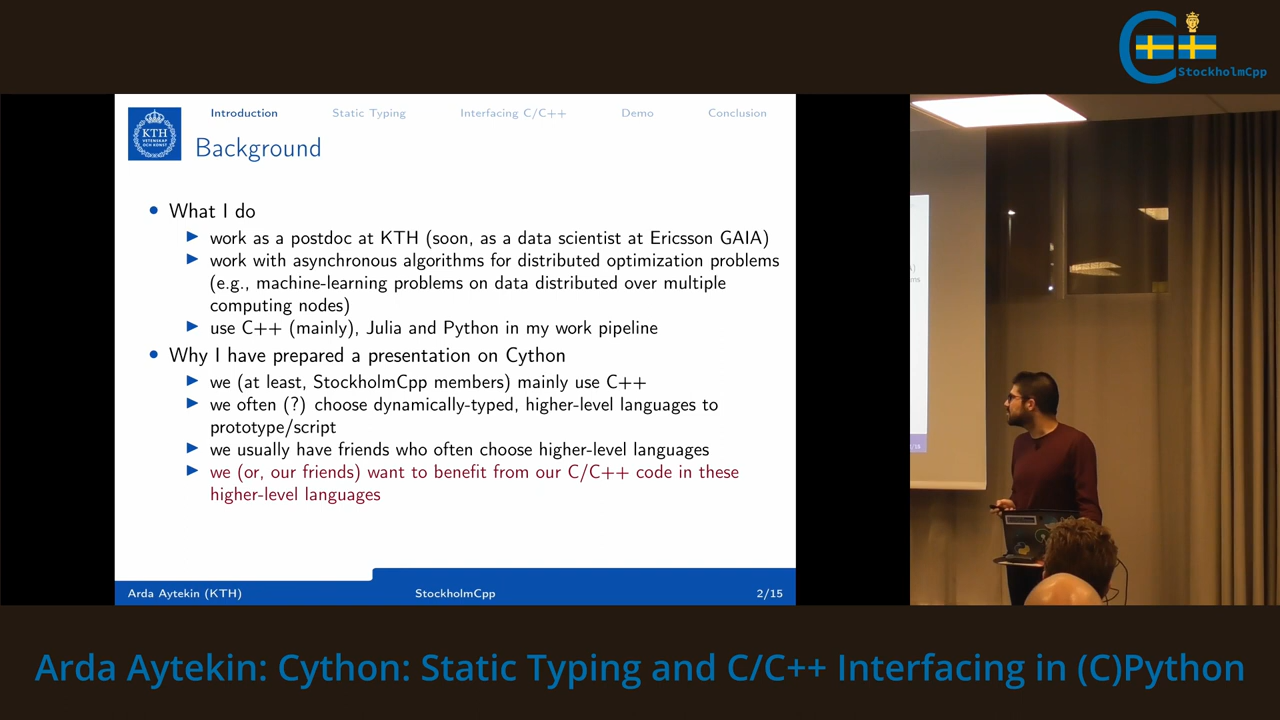 StockholmCpp
Introduction Static Typing Interfacing C/C++ Demo Conclusion
KTH
VETENSKAP
OCH KONST
Background
• What I do
▶ work as a postdoc at KTH (soon, as a data scientist at Ericsson GAIA)
▶ work with asynchronous algorithms for distributed optimization problems
(e.g., machine-learning problems on data distributed over multiple
computing nodes)
▶ use C++ (mainly), Julia and Python in my work pipeline
• Why I have prepared a presentation on Cython
▶ we (at least, StockholmCpp members) mainly use C++
▶ we often (?) choose dynamically-typed, higher-level languages to
prototype/script
▶ we usually have friends who often choose higher-level languages
▶ we (or, our friends) want to benefit from our C/C++ code in these
higher-level languages
Arda Aytekin (KTH) StockholmCpp 2/15
Arda Aytekin: Cython: Static Typing and C/C++ Interfacing in (C)Python